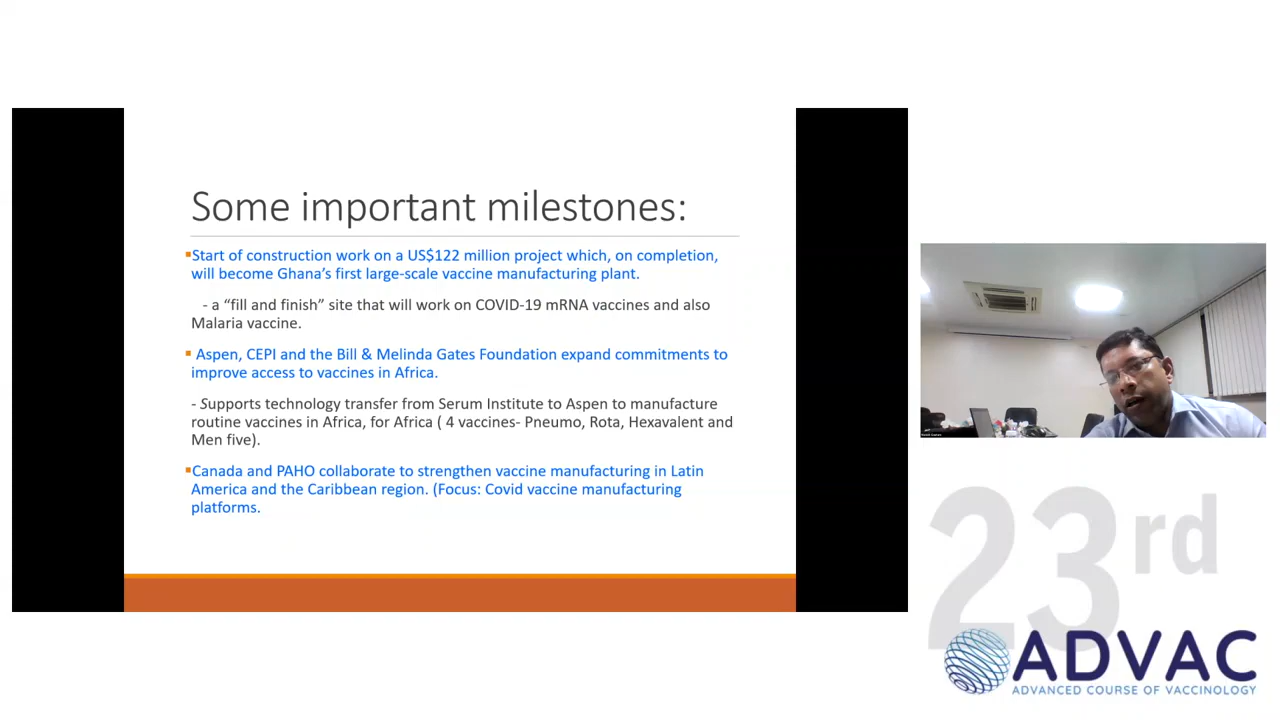 Some important milestones:
▪Start of construction work on a US$122 million project which, on completion,
will become Ghana’s first large-scale vaccine manufacturing plant.
- a “fill and finish” site that will work on COVID-19 mRNA vaccines and also
Malaria vaccine.
▪ Aspen, CEPI and the Bill & Melinda Gates Foundation expand commitments to
improve access to vaccines in Africa.
- Supports technology transfer from Serum Institute to Aspen to manufacture
routine vaccines in Africa, for Africa ( 4 vaccines- Pneumo, Rota, Hexavalent and
Men five).
▪Canada and PAHO collaborate to strengthen vaccine manufacturing in Latin
America and the Caribbean region. (Focus: Covid vaccine manufacturing
platforms.
23rd
ADVAC
ADVANCED COURSE OF VACCINOLOGY